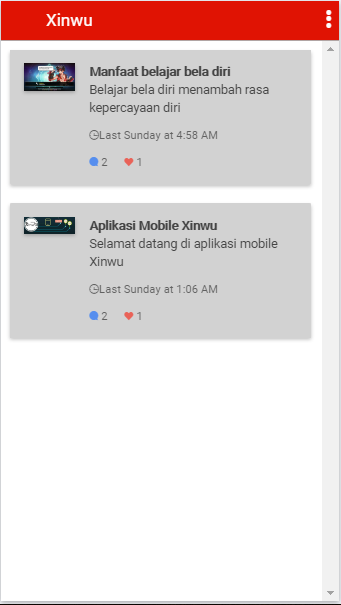 Xinwu
Manfaat belajar bela diri
Belajar bela diri menambah rasa
kepercayaan diri
Last Sunday at 4:58 AM
2 1
Aplikasi Mobile Xinwu
Selamat datang di aplikasi mobile
Xinwu
Last Sunday at 1:06 AM
2 1